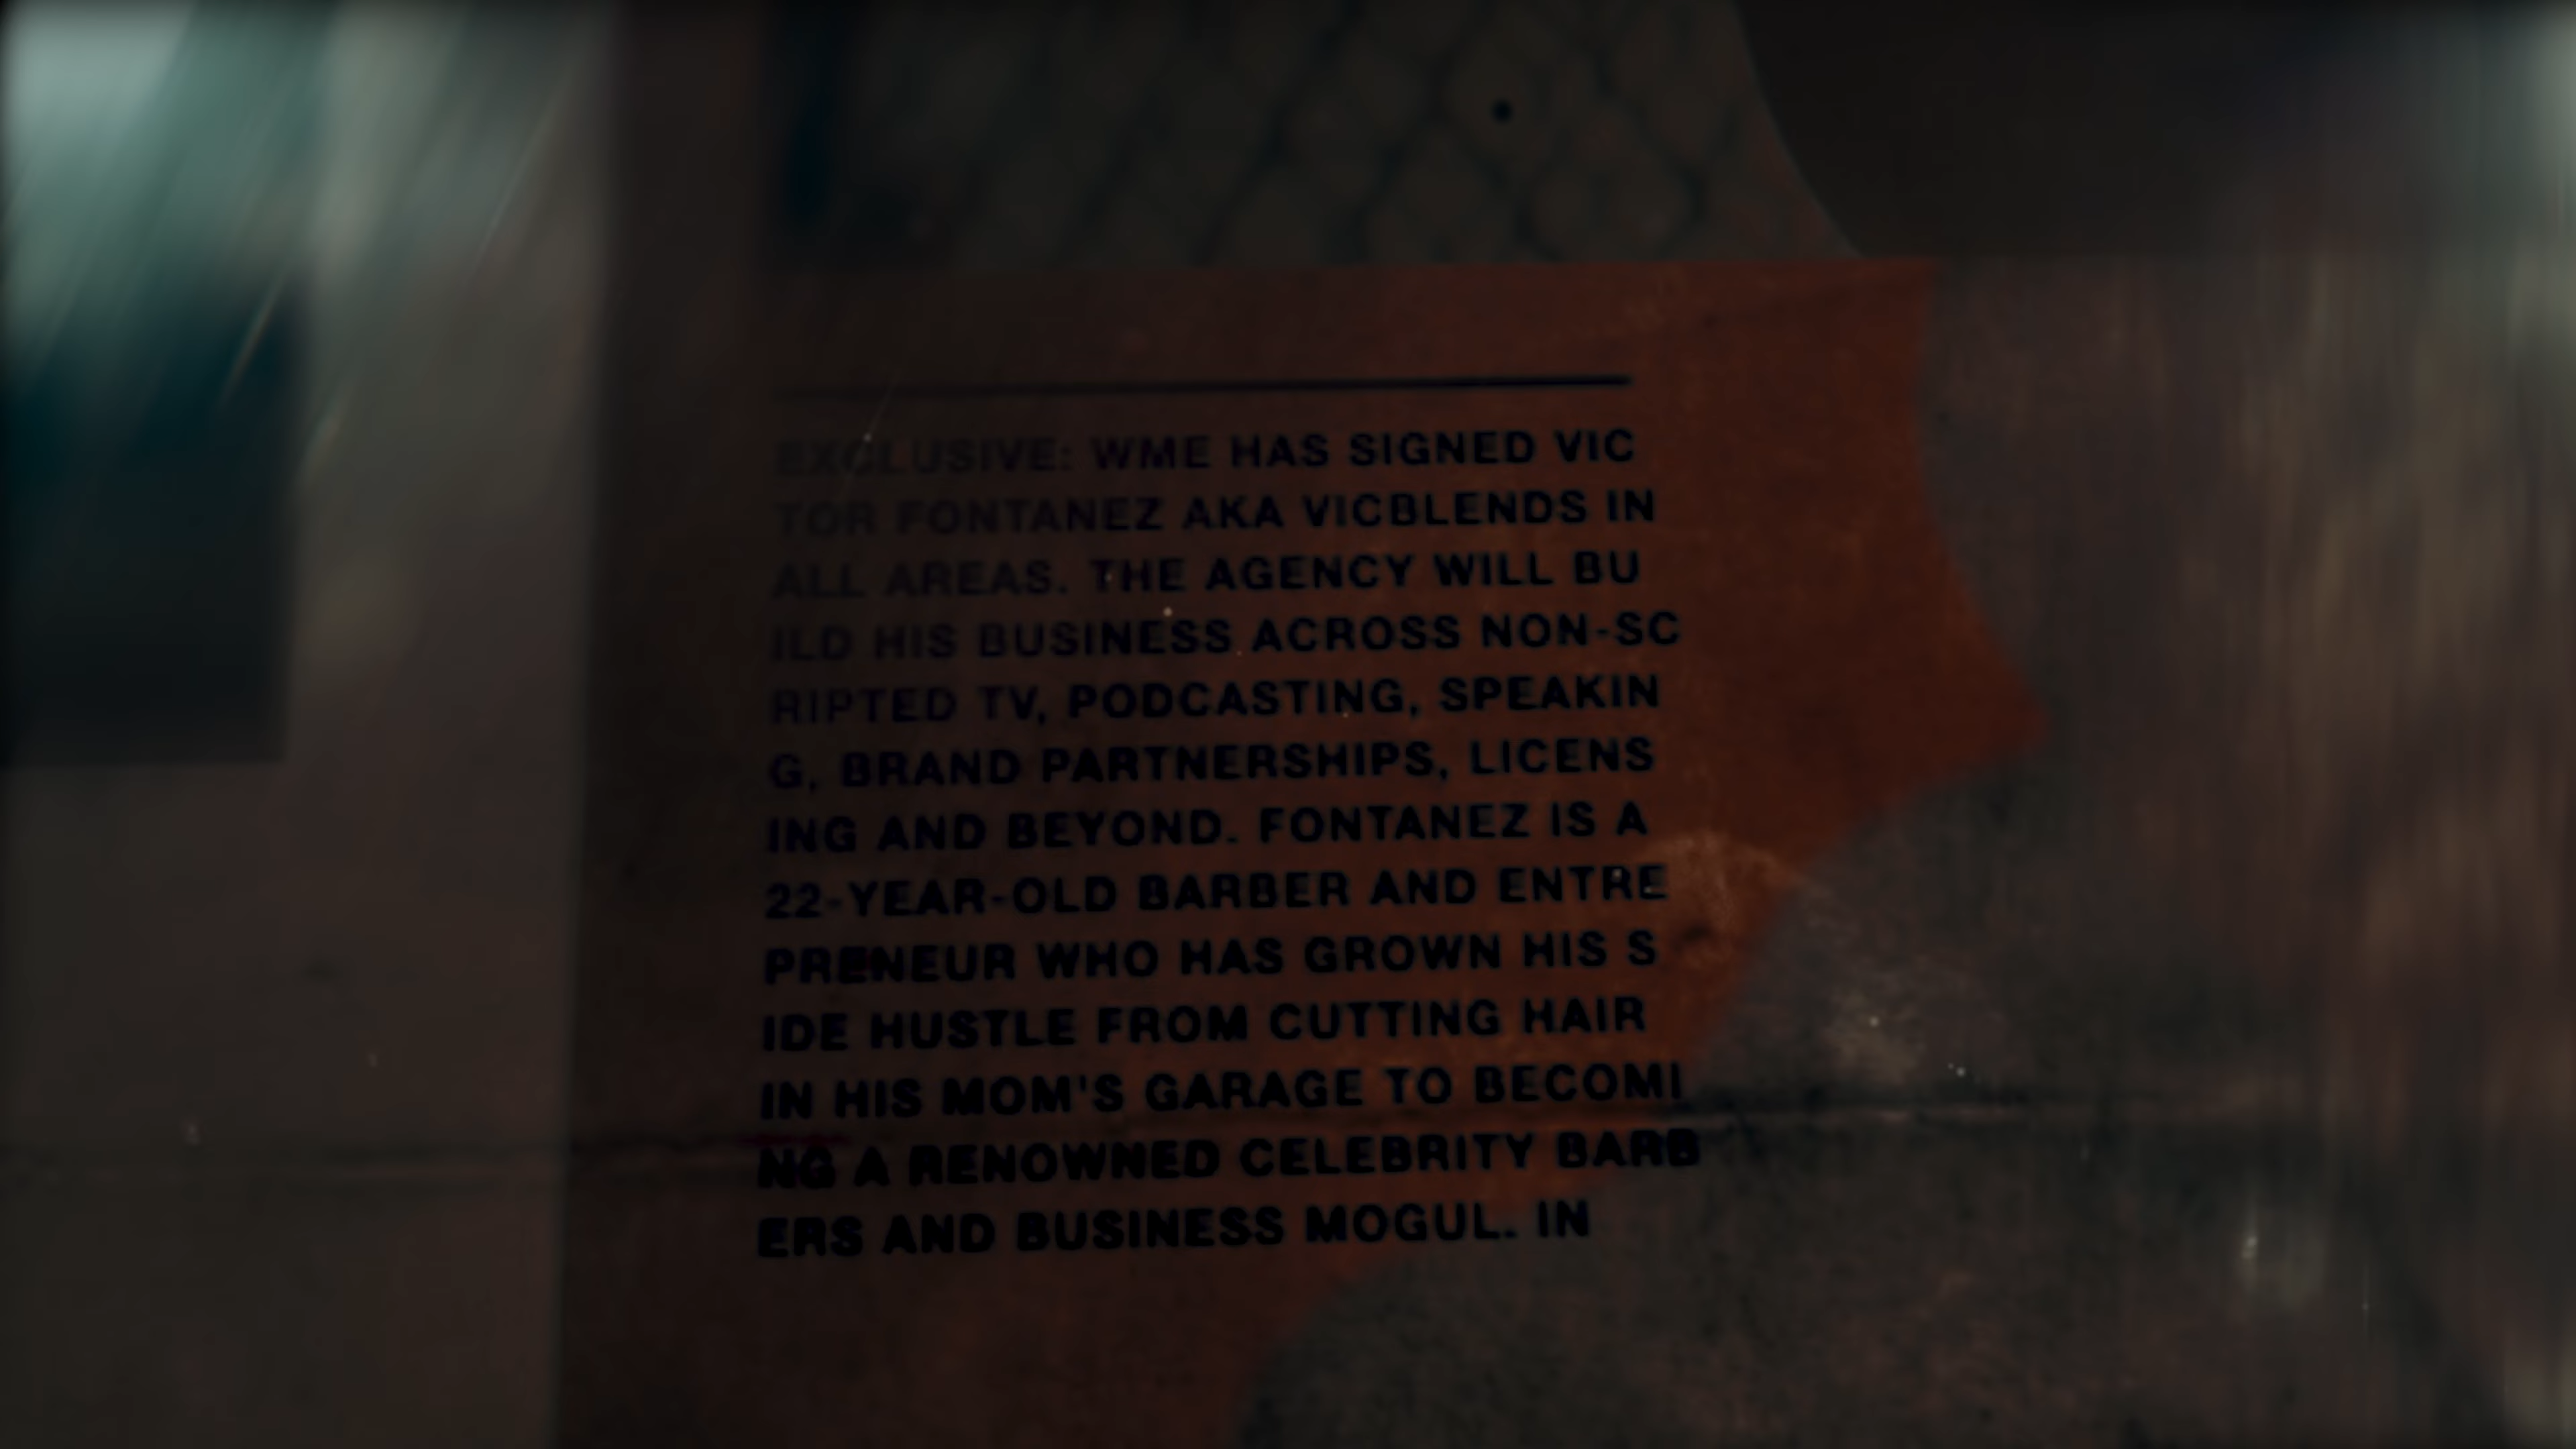 EXCLUSIVE: WME HAS SIGNED VIC
TOR FONTANEZ AKA VICBLENDS IN
ALL AREAS. THE AGENCY WILL BU
ILD HIS BUSINESS ACROSS NON-SC
RIPTED TV, PODCASTING, SPEAKIN
G, BRAND PARTNERSHIPS, LICENS
ING AND BEYOND. FONTANEZ IS A
22-YEAR-OLD BARBER AND ENTRE
PRENEUR WHO HAS GROWN HIS S
IDE HUSTLE FROM CUTTING HAIR
IN HIS MOM'S GARAGE TO BECOMI
NG A RENOWNED CELEBRITY BARB
ERS AND BUSINESS MOGUL. IN